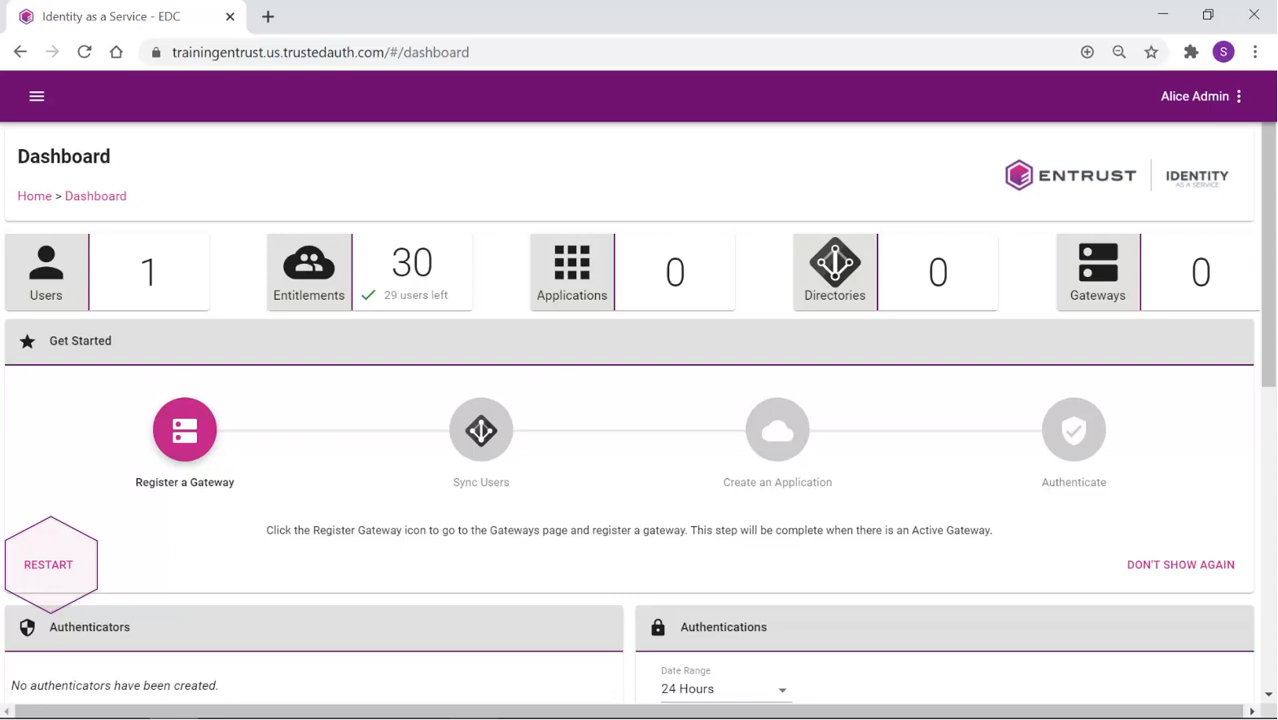 Identity as a Service - EDC
trainingentrust.us.trustedauth.com/#/dashboard
S
Alice Admin
Dashboard
Home > Dashboard
ENTRUST
IDENTITY
AS A SERVICE
Users
1
Entitlements
30
29 users left
Applications
0
Directories
0
Gateways
0
Get Started
Register a Gateway
Sync Users
Create an Application
Authenticate
Click the Register Gateway icon to go to the Gateways page and register a gateway. This step will be complete when there is an Active Gateway.
RESTART
DON'T SHOW AGAIN
Authenticators
Authentications
No authenticators have been created.
Date Range
24 Hours